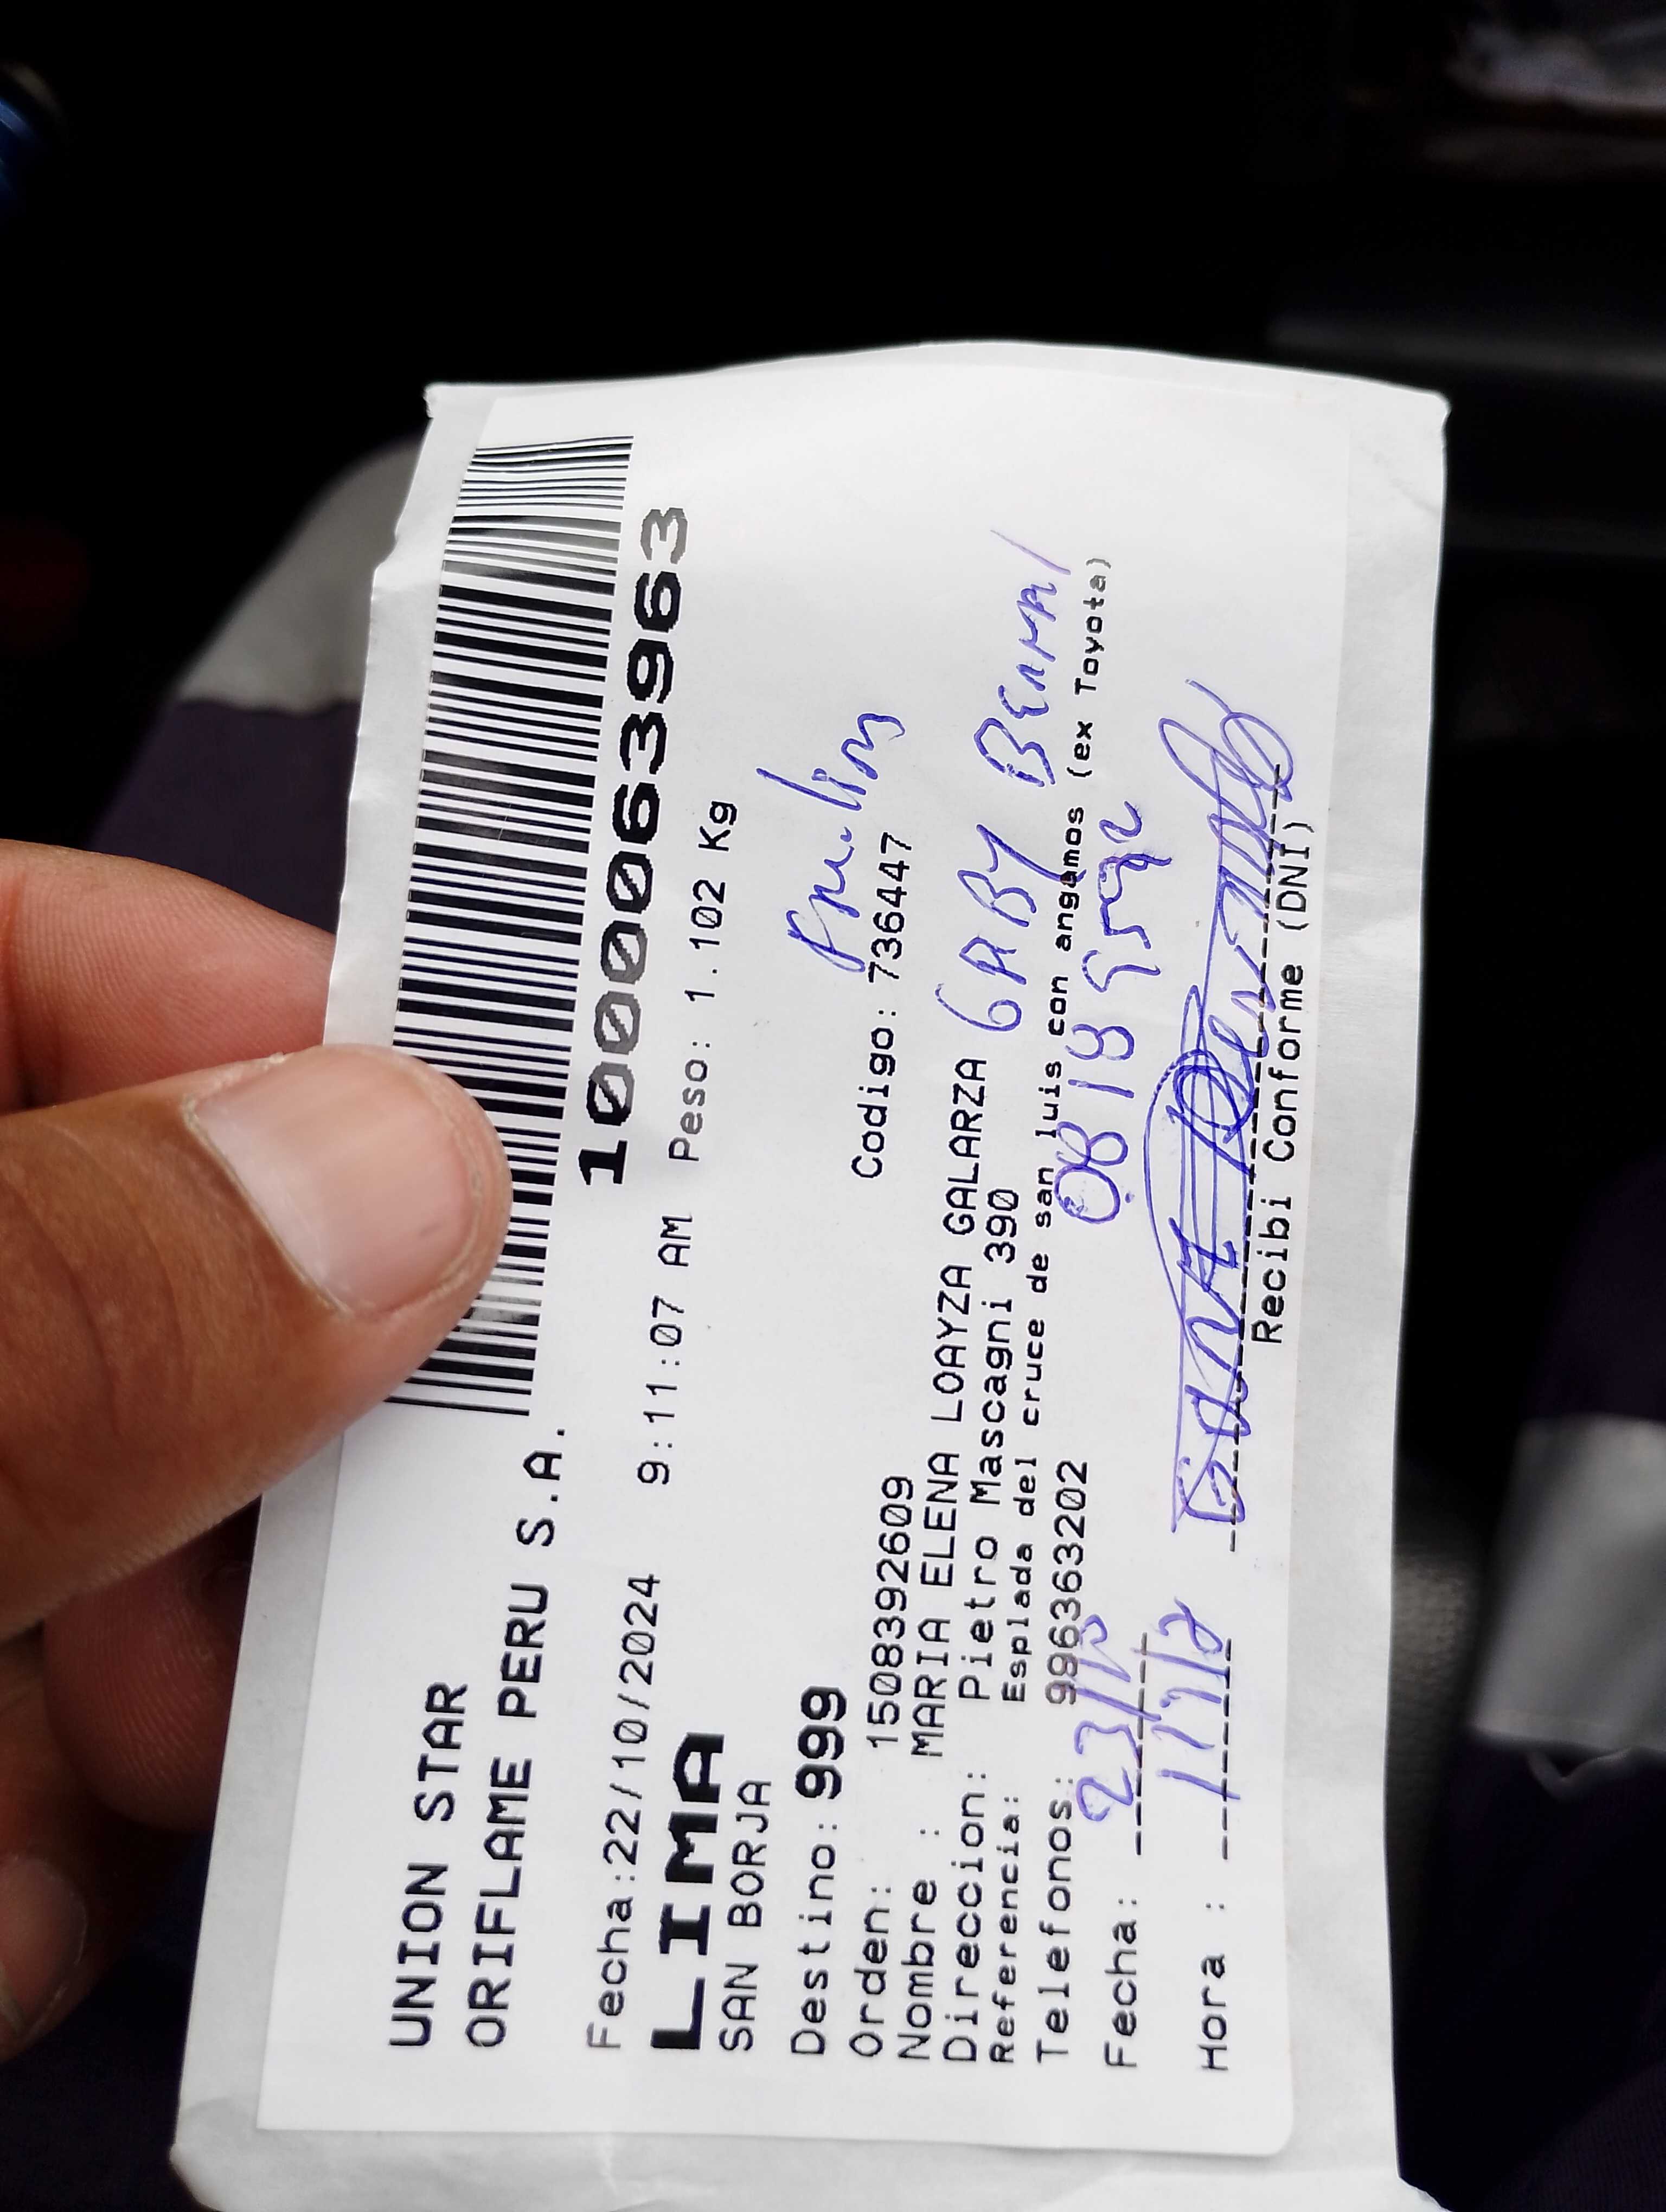 UNION STAR
ORIFLAME PERU S.A.
1000639963
Fecha:22/10/2024 9:11:07 AM Peso: 1.102 Kg
LIMA
SAN BORJA
Destino: 999
Orden: 1508392609 Codigo: 736447
Nombre : MARIA ELENA LOAYZA GALARZA GABY BERNAL
Direccion: Pietro Mascagni 390
Referencia: Esplada del cruce de san luis con angamos (ex Toyota)
Telefonos: 996363202
Fecha: 23/10
Hora : 11:12
Recibi Conforme (DNI)